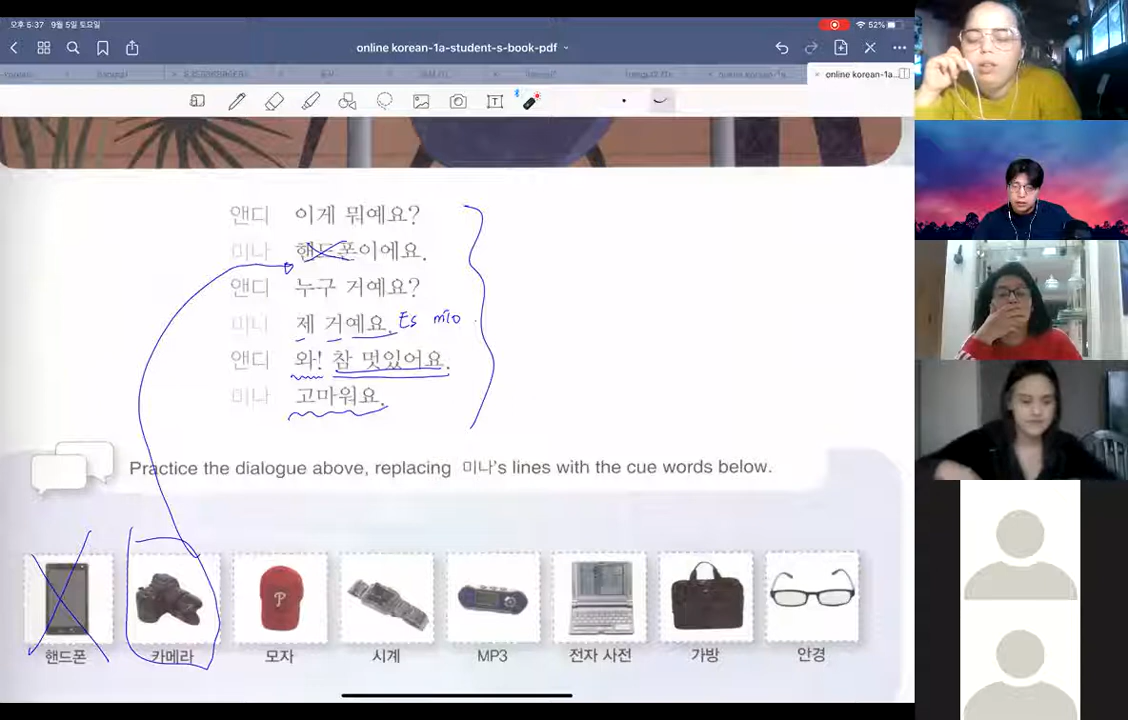 오후 5:37 9월 5일 토요일
52%
online korean-1a-student-s-book-pdf
online korean-1a...
앤디 이게 뭐예요?
미나 핸드폰이에요.
앤디 누구 거예요?
미나 제 거예요. Es mío
앤디 와! 참 멋있어요.
미나 고마워요.
Practice the dialogue above, replacing 미나's lines with the cue words below.
P
핸드폰 카메라 모자 시계 MP3 전자 사전 가방 안경